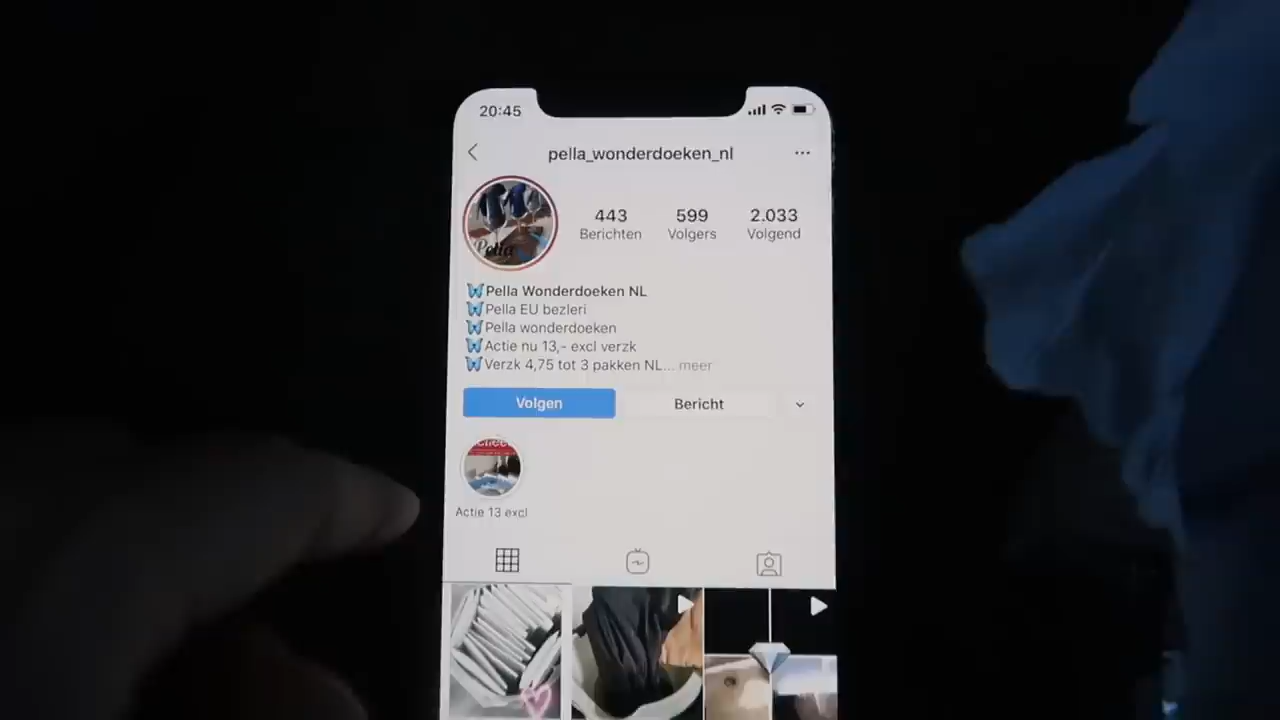 20:45
pella_wonderdoeken_nl
Pella
443 599 2.033
Berichten Volgers Volgend
Pella Wonderdoeken NL
Pella EU bezleri
Pella wonderdoeken
Actie nu 13,- excl verzk
Verzk 4,75 tot 3 pakken NL... meer
Volgen Bericht
Actie 13 excl